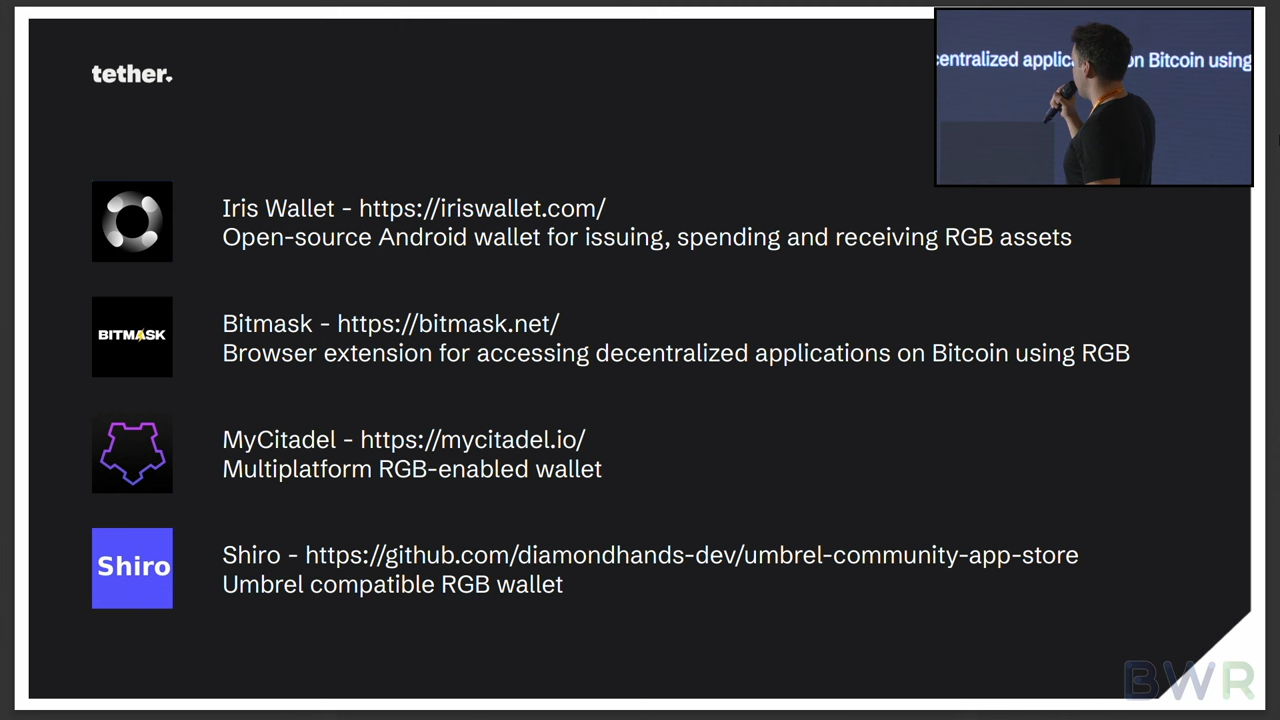 tether.
centralized applic on Bitcoin using
Iris Wallet - https://iriswallet.com/
Open-source Android wallet for issuing, spending and receiving RGB assets
BITMASK
Bitmask - https://bitmask.net/
Browser extension for accessing decentralized applications on Bitcoin using RGB
MyCitadel - https://mycitadel.io/
Multiplatform RGB-enabled wallet
Shiro
Shiro - https://github.com/diamondhands-dev/umbrel-community-app-store
Umbrel compatible RGB wallet
BWR